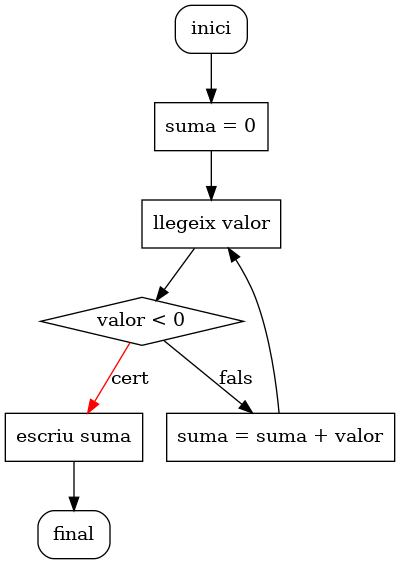 inici
suma = 0
llegeix valor
valor < 0
cert
fals
escriu suma
suma = suma + valor
final